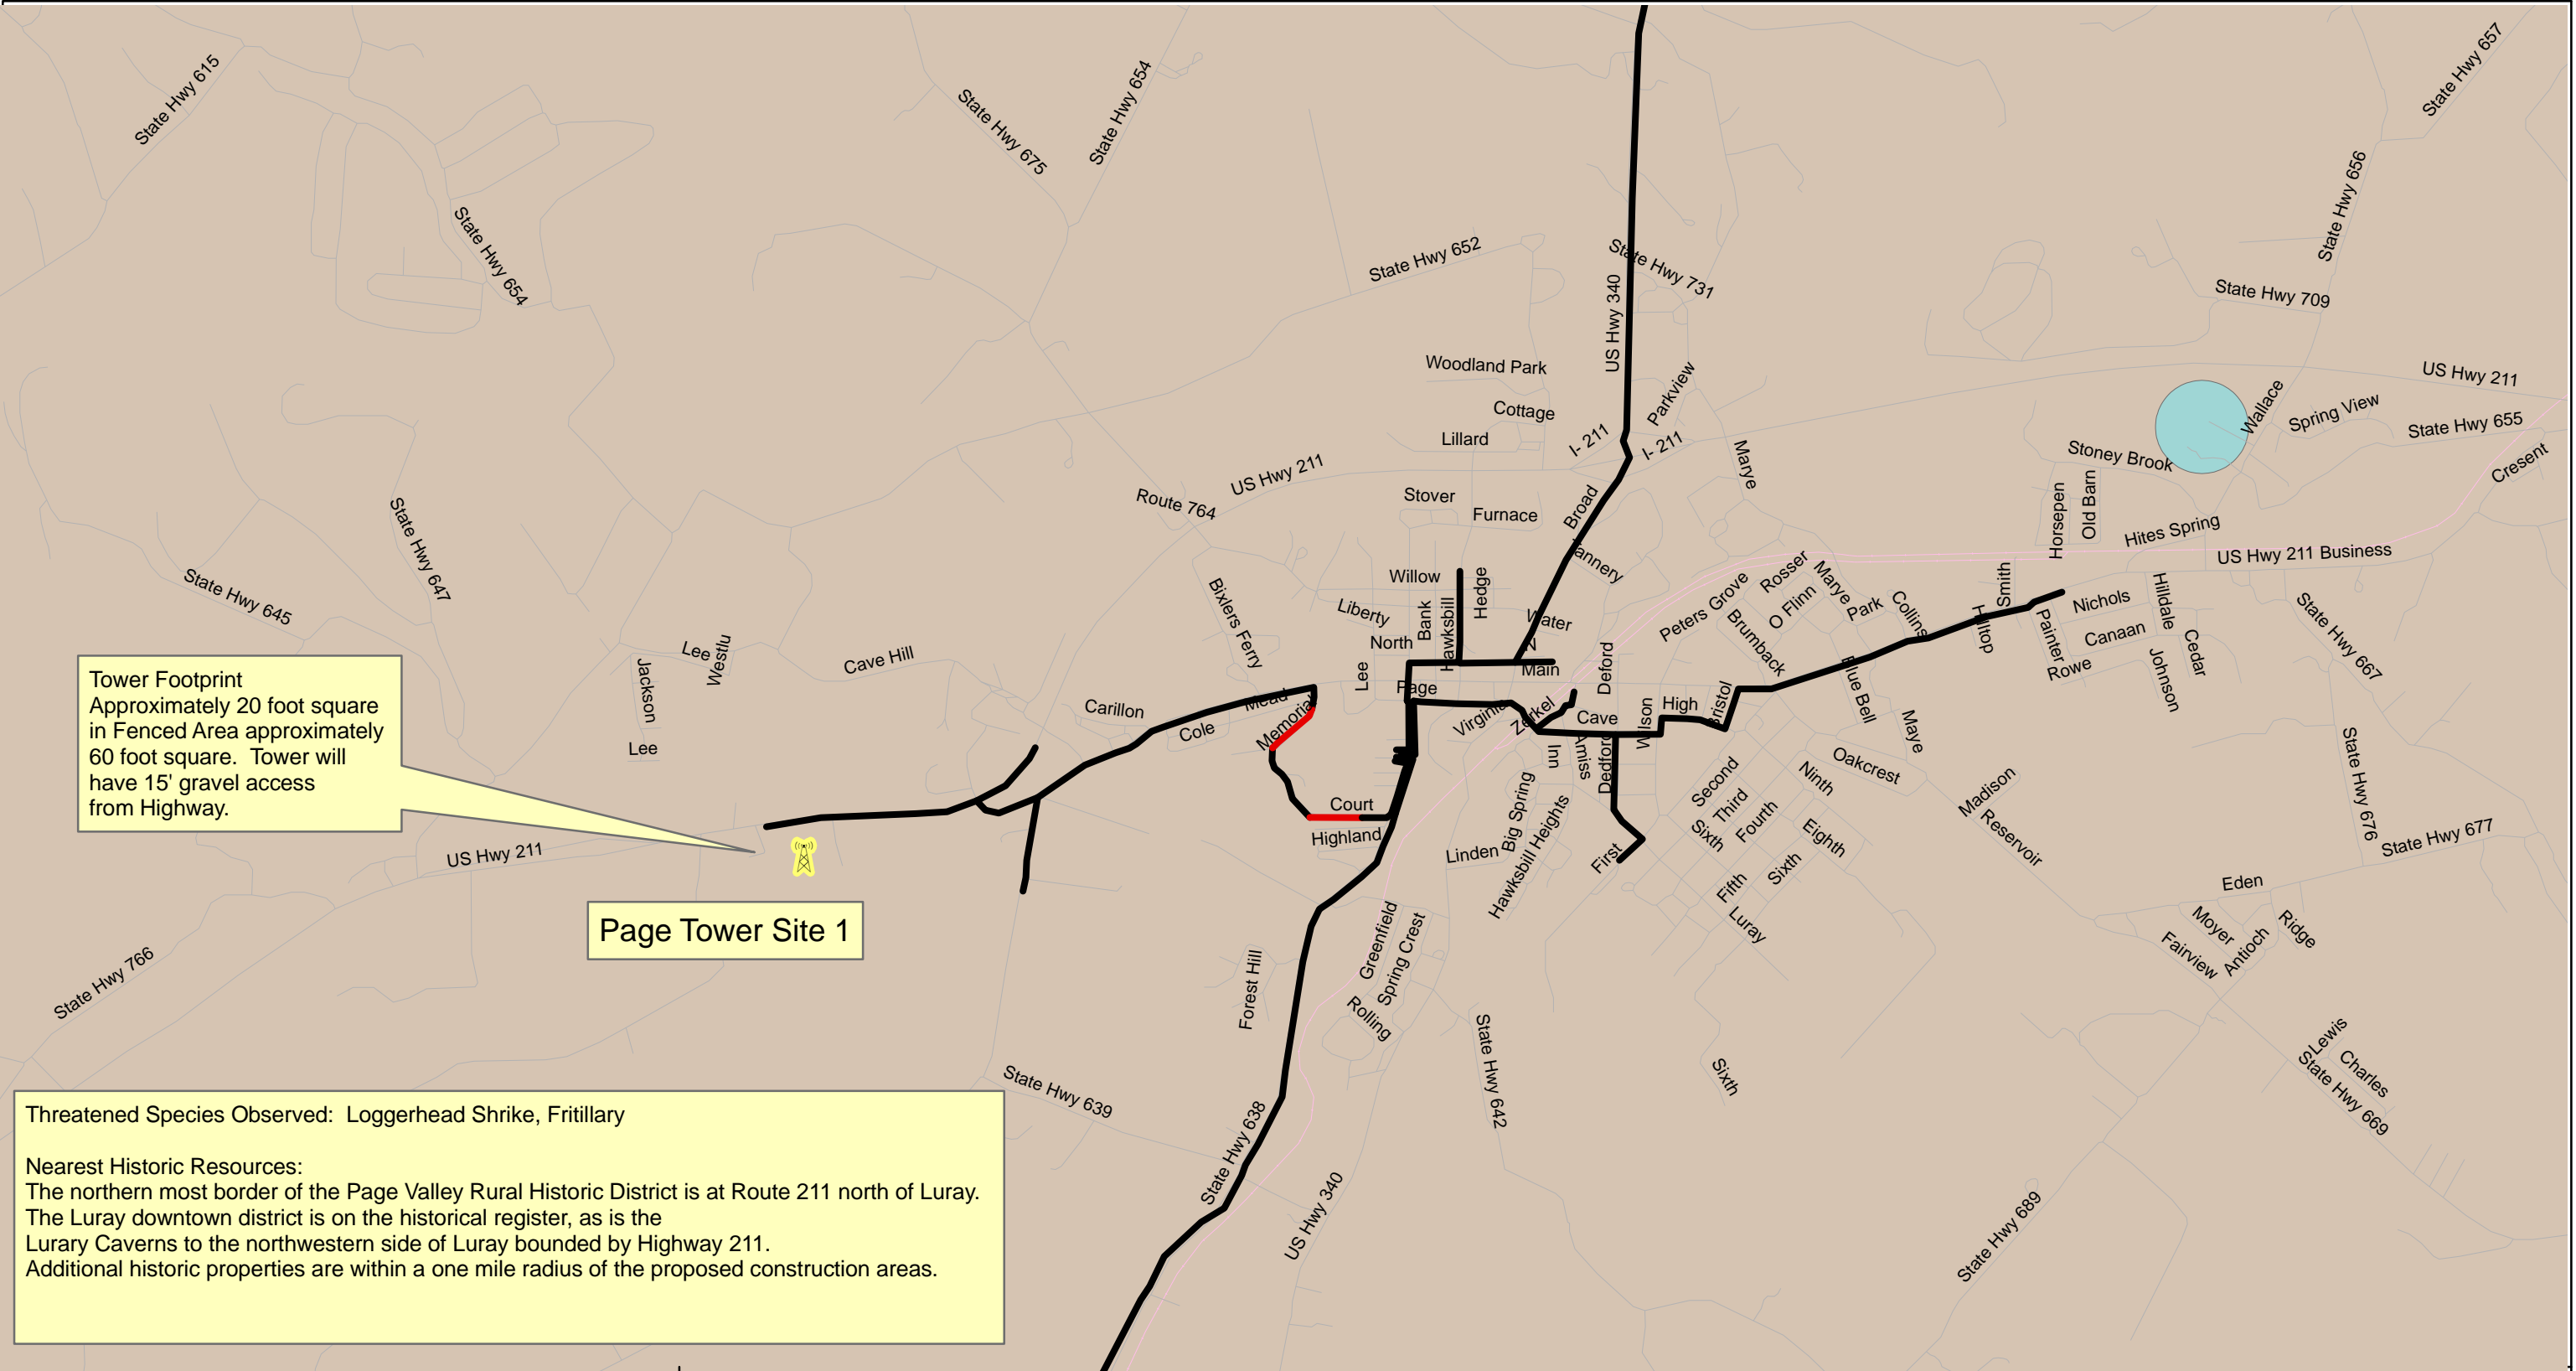 State Hwy 615
State Hwy 654
State Hwy 675
State Hwy 654
State Hwy 657
State Hwy 656
State Hwy 652
State Hwy 731
US Hwy 340
State Hwy 709
Woodland Park
Cottage
Lillard
I- 211
I- 211
Parkview
US Hwy 211
Wallace
Spring View
State Hwy 655
Cresent
Stoney Brook
Marye
US Hwy 211
Route 764
Stover
Furnace
Broad
Tannery
Horsepen
Old Barn
Hites Spring
US Hwy 211 Business
State Hwy 647
State Hwy 645
Willow
Hedge
Liberty
Bank
Hawksbill
North
Water
N
Main
Bixlers Ferry
Lee
Page
Peters Grove
Rosser
O Flinn
Marye
Park
Brumback
Collins
Hilltop
Smith
Nichols
Painter
Canaan
Rowe
Hilldale
Cedar
Johnson
State Hwy 667
Deford
Lee
Westlu
Jackson
Lee
Cave Hill
Carillon
Cole
Mead
Memorial
Virginia
Zerkel
Cave
Wilson
High
Bristol
Blue Bell
Maye
Inn
Amiss
Dedford
Oakcrest
Tower Footprint
Approximately 20 foot square
in Fenced Area approximately
60 foot square. Tower will
have 15' gravel access
from Highway.
US Hwy 211
Court
Highland
Linden
Big Spring
Hawksbill Heights
First
Second
Third
Fourth
Sixth
Ninth
Eighth
Sixth
Fifth
Luray
Madison
Reservoir
State Hwy 676
State Hwy 677
Eden
Moyer
Ridge
Antioch
Fairview
Page Tower Site 1
State Hwy 766
Forest Hill
Greenfield
Spring Crest
Rolling
State Hwy 642
Sixth
Lewis
Charles
State Hwy 669
State Hwy 639
State Hwy 638
US Hwy 340
State Hwy 689
Threatened Species Observed: Loggerhead Shrike, Fritillary
Nearest Historic Resources:
The northern most border of the Page Valley Rural Historic District is at Route 211 north of Luray.
The Luray downtown district is on the historical register, as is the
Lurary Caverns to the northwestern side of Luray bounded by Highway 211.
Additional historic properties are within a one mile radius of the proposed construction areas.